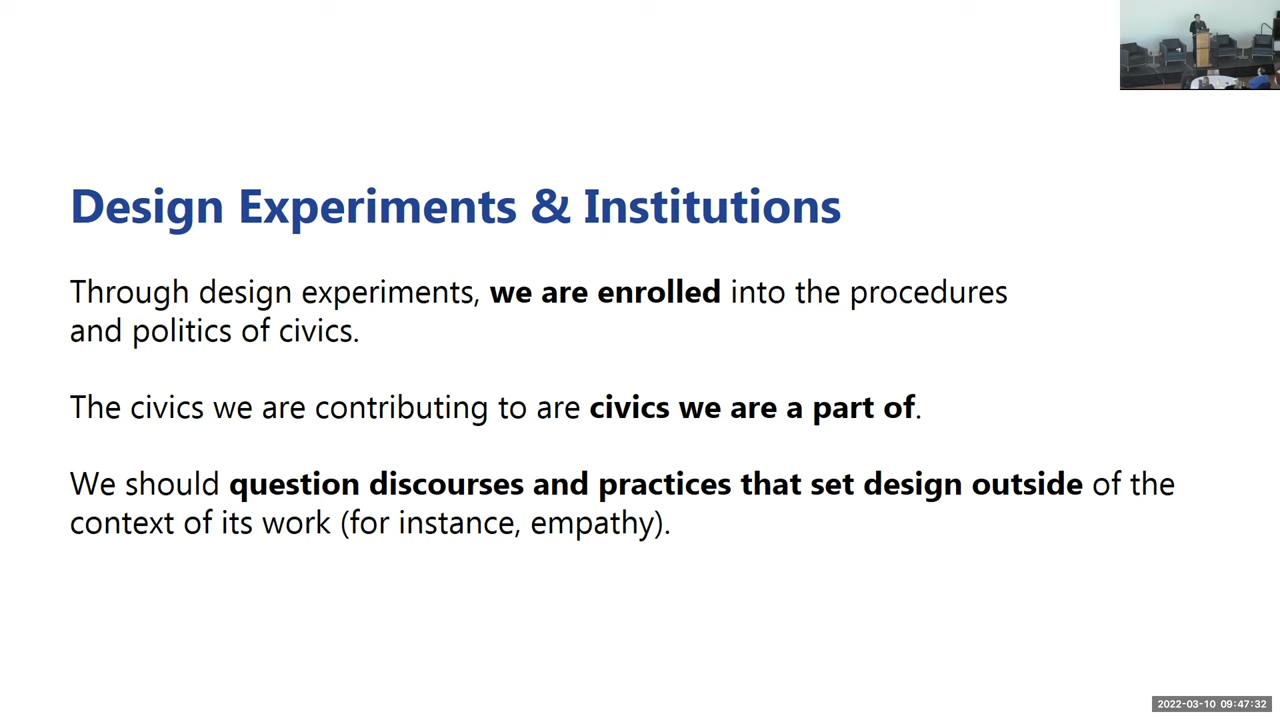 Design Experiments & Institutions
Through design experiments, we are enrolled into the procedures
and politics of civics.
The civics we are contributing to are civics we are a part of.
We should question discourses and practices that set design outside of the
context of its work (for instance, empathy).
2022-03-10 09:47:32